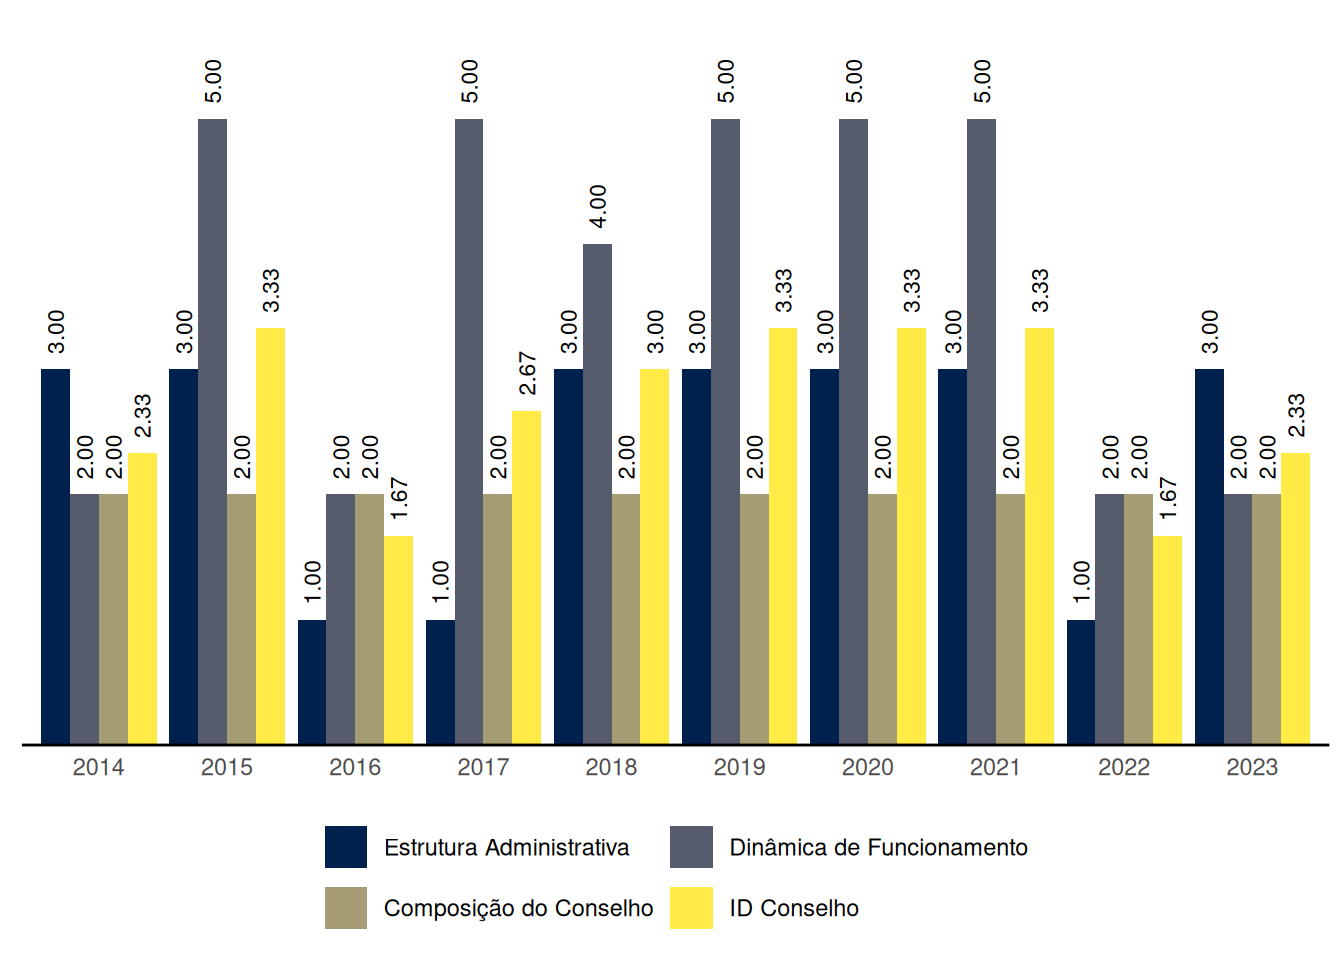 5.00 5.00 5.00 5.00 5.00
4.00
3.33 3.33 3.33 3.33
3.00 3.00 3.00 3.00 3.00 3.00 3.00 3.00
2.67
2.33 2.33
2.00 2.00 2.00 2.00 2.00 2.00 2.00 2.00 2.00 2.00 2.00 2.00 2.00 2.00
1.67 1.67
1.00 1.00 1.00
2014 2015 2016 2017 2018 2019 2020 2021 2022 2023
Estrutura Administrativa Dinâmica de Funcionamento
Composição do Conselho ID Conselho